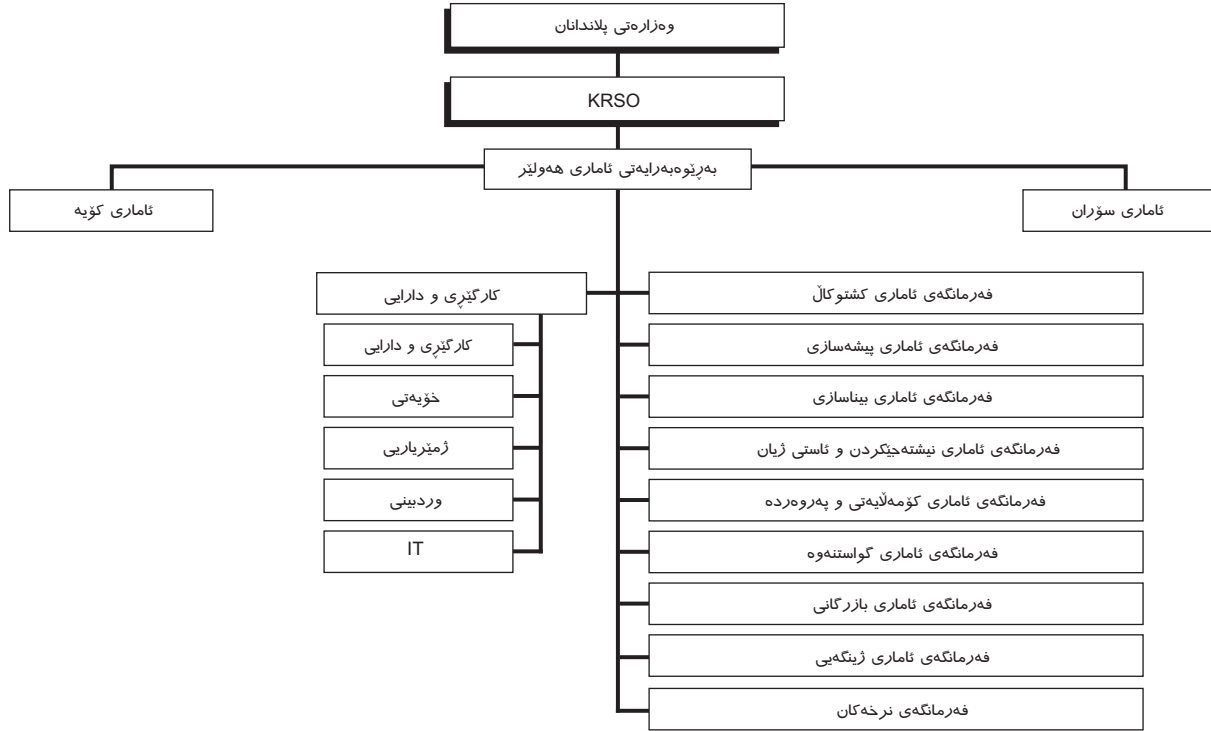 وەزارەتی پلاندانان
KRSO
بەڕێوەبەرایەتی ئاماری هەولێر
ئاماری سۆران
ئاماری کۆیە
فەرمانگەی ئاماری کشتوکاڵ
فەرمانگەی ئاماری پیشەسازی
فەرمانگەی ئاماری بیناسازی
فەرمانگەی ئاماری نیشتەجێکردن و ئاستی ژیان
فەرمانگەی ئاماری کۆمەڵایەتی و پەروەردە
فەرمانگەی ئاماری گواستنەوە
فەرمانگەی ئاماری بازرگانی
فەرمانگەی ئاماری ژینگەیی
فەرمانگەی نرخەکان
کارگێڕی و دارایی
کارگێڕی و دارایی
خۆیەتی
ژمێریاریی
وردبینی
IT